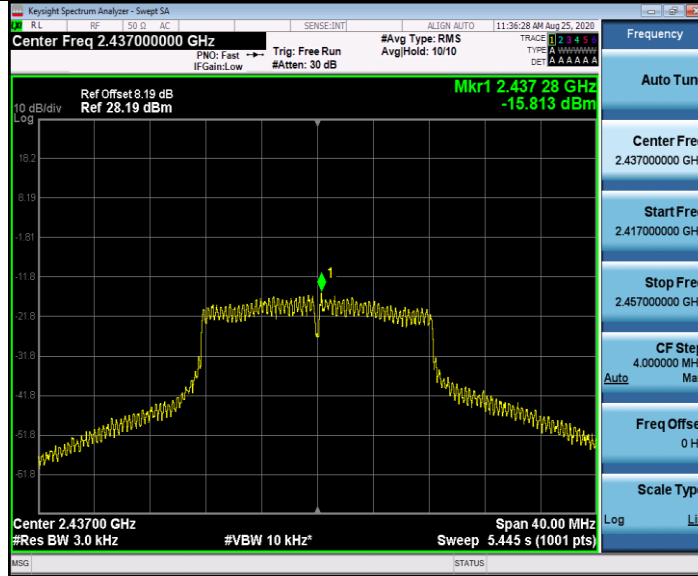 Keysight Spectrum Analyzer - Swept SA
RL RF 50 Ω AC SENSE:INT ALIGN AUTO 11:36:28 AM Aug 25, 2020
Center Freq 2.437000000 GHz
PNO: Fast
IFGain:Low
Trig: Free Run
#Atten: 30 dB
#Avg Type: RMS
Avg|Hold: 10/10
TRACE 1 2 3 4 5 6
TYPE A WWWWW
DET A A A A A A
Mkr1 2.437 28 GHz
-15.813 dBm
Ref Offset 8.19 dB
10 dB/div Ref 28.19 dBm
Log
18.2
8.19
-1.81
-11.8
-21.8
-31.8
-41.8
-51.8
-61.8
1
Center 2.43700 GHz Span 40.00 MHz
#Res BW 3.0 kHz #VBW 10 kHz* Sweep 5.445 s (1001 pts)
MSG STATUS
Frequency
Auto Tun
Center Fre
2.437000000 GH
Start Fre
2.417000000 GH
Stop Fre
2.457000000 GH
CF Ste
4.000000 MH
Auto Ma
Freq Offse
0 H
Scale Typ
Log Li